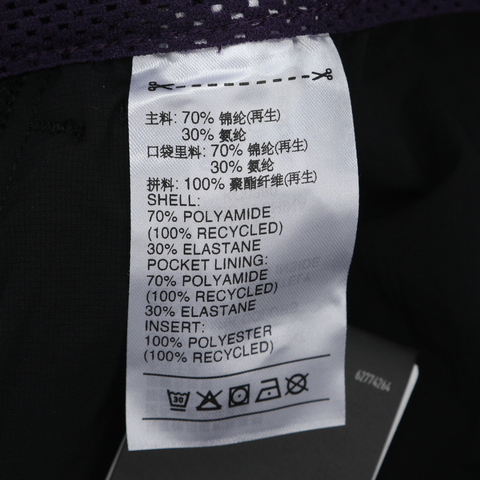 主料: 70% 锦纶(再生)
30% 氨纶
口袋里料: 70% 锦纶(再生)
30% 氨纶
拼料: 100% 聚酯纤维(再生)
SHELL:
70% POLYAMIDE
(100% RECYCLED)
30% ELASTANE
POCKET LINING:
70% POLYAMIDE
(100% RECYCLED)
30% ELASTANE
INSERT:
100% POLYESTER
(100% RECYCLED)
30
62774264